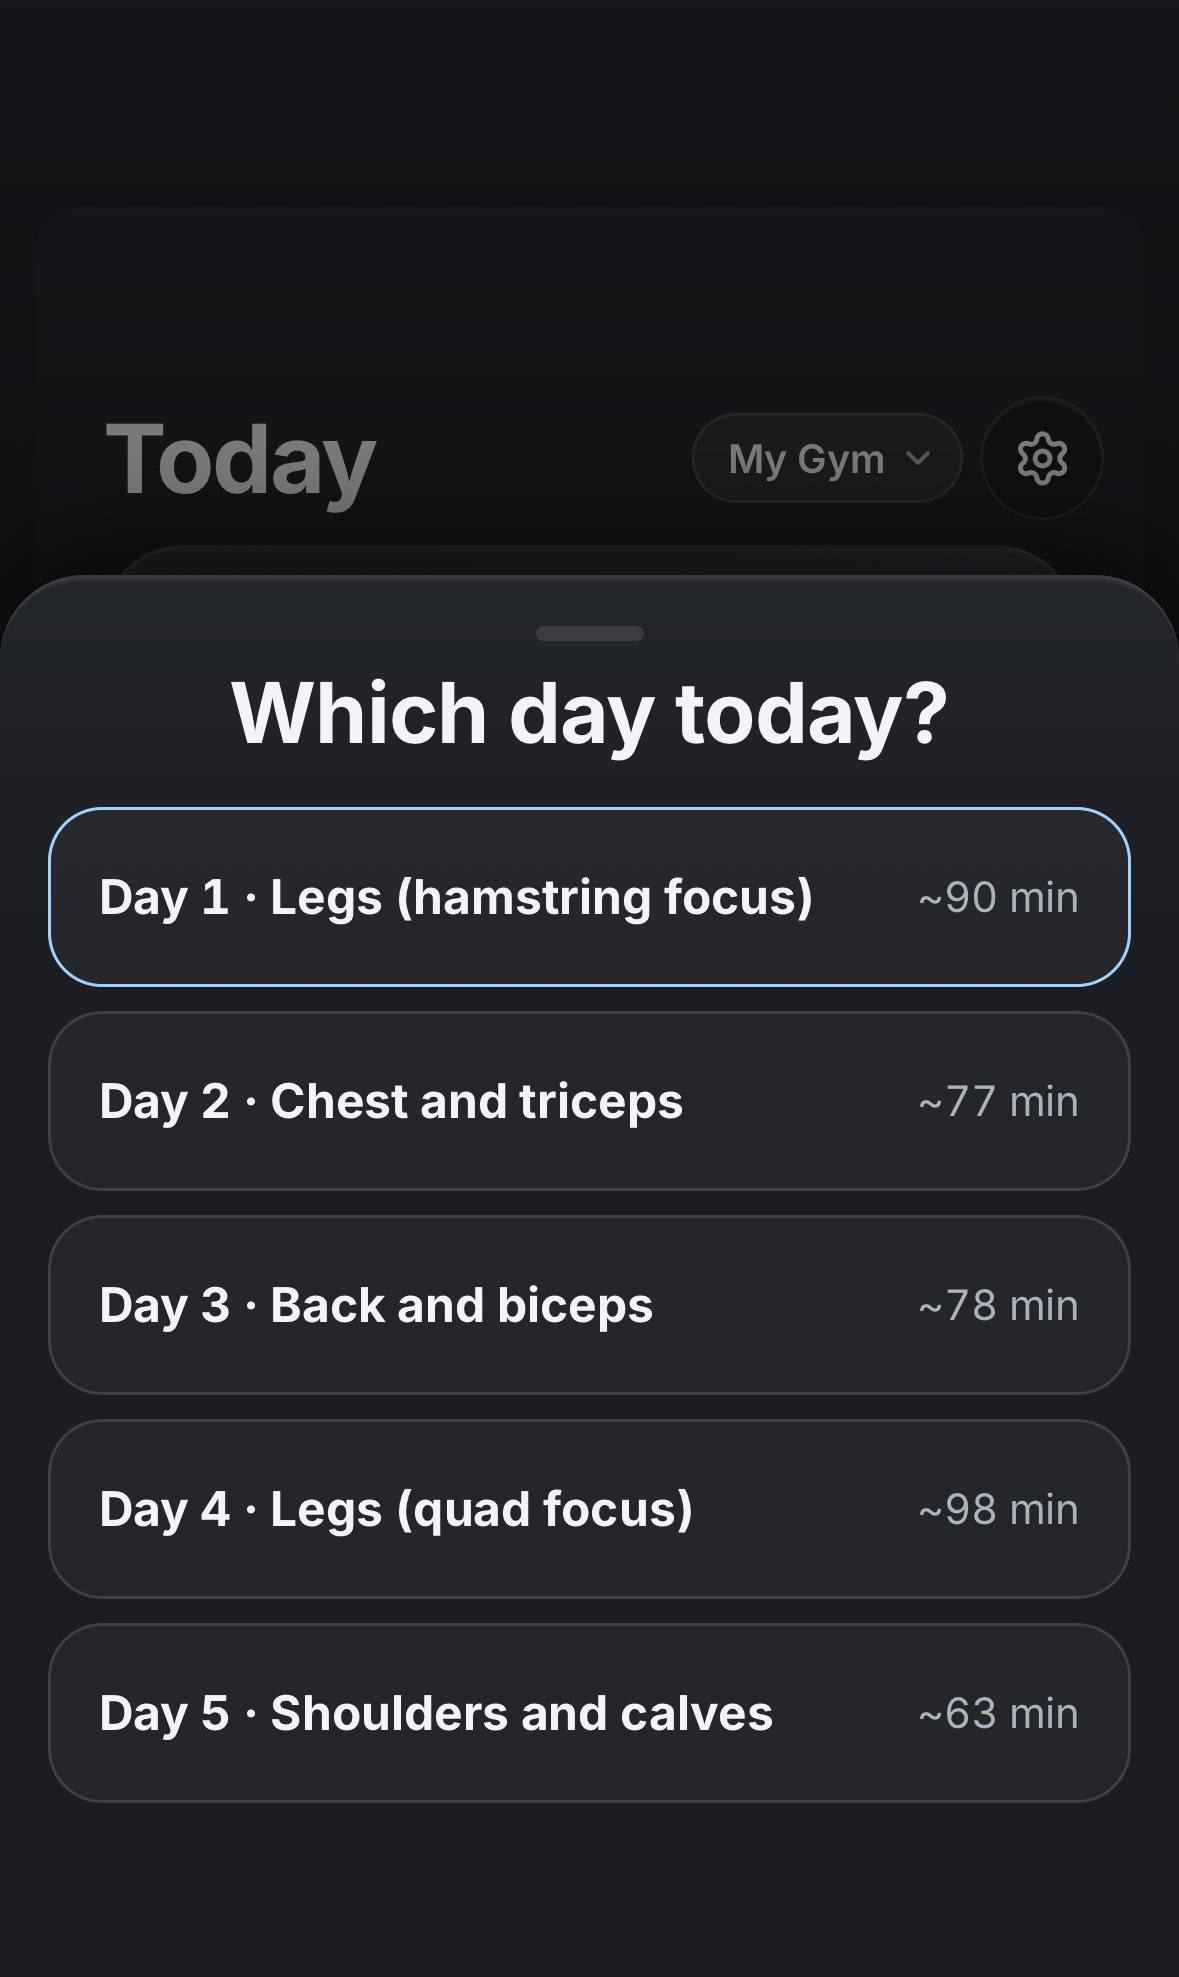 Today
My Gym
Which day today?
Day 1 · Legs (hamstring focus) ~90 min
Day 2 · Chest and triceps ~77 min
Day 3 · Back and biceps ~78 min
Day 4 · Legs (quad focus) ~98 min
Day 5 · Shoulders and calves ~63 min